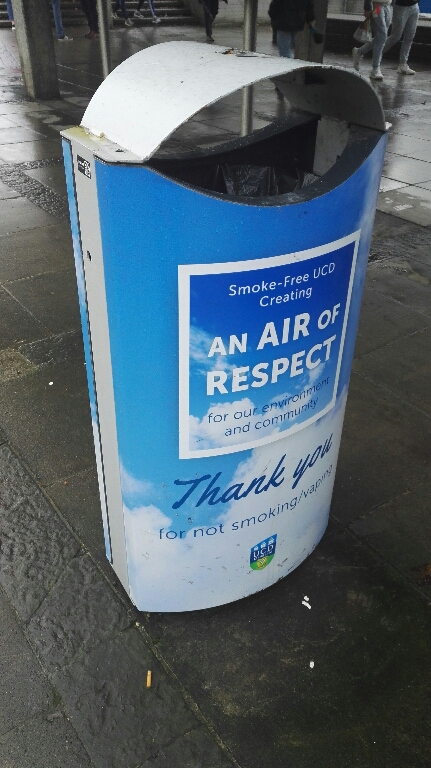 Smoke-Free UCD
Creating
AN AIR OF
RESPECT
for our environment
and community
Thank you
for not smoking/vaping
UCD